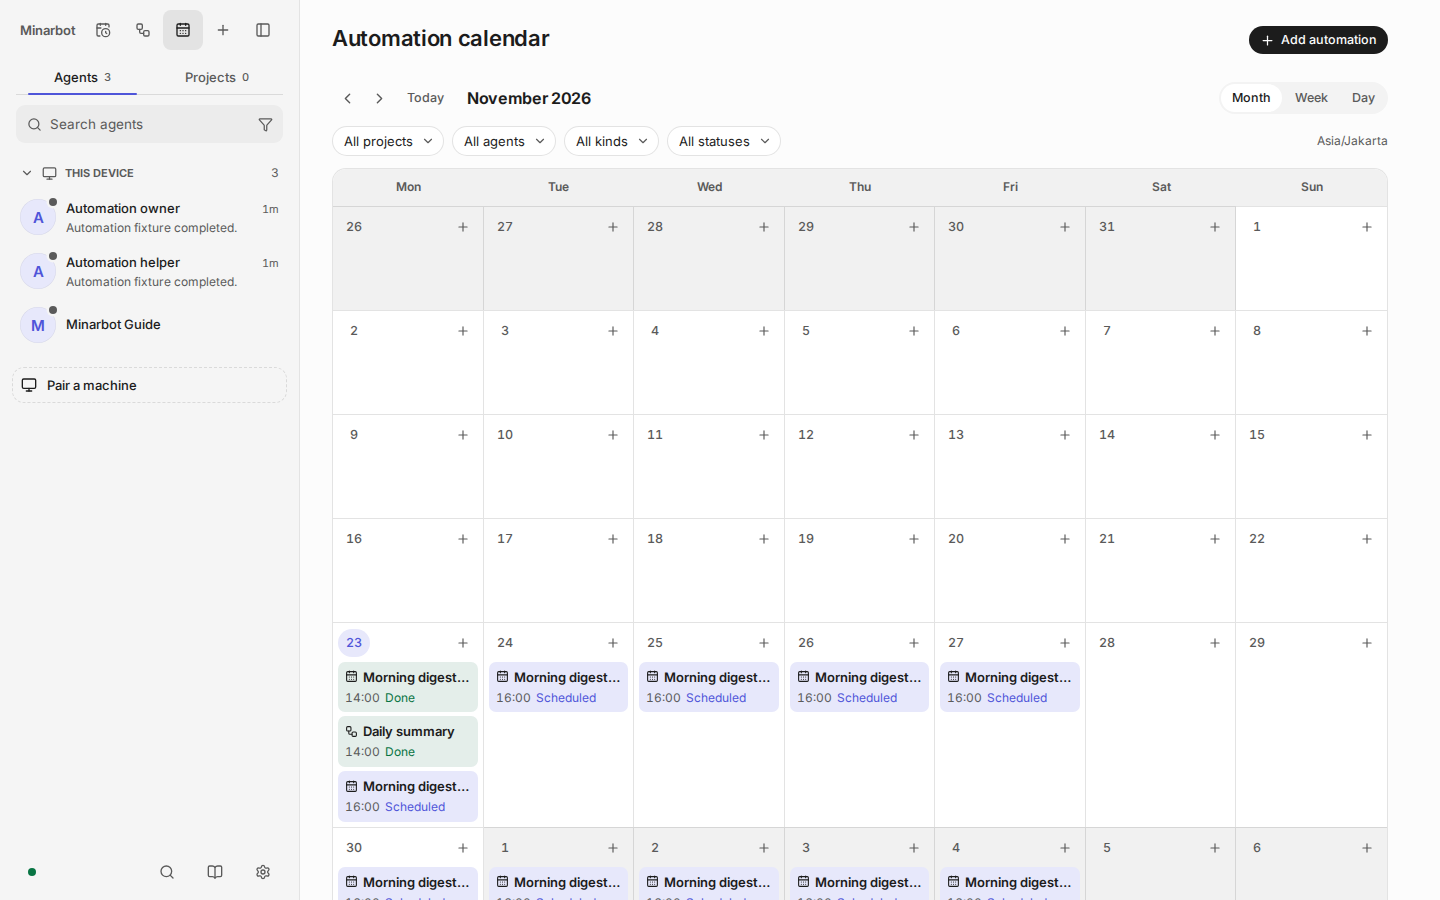 Minarbot
Agents 3
Projects 0
Search agents
THIS DEVICE 3
A Automation owner 1m
Automation fixture completed.
A Automation helper 1m
Automation fixture completed.
M Minarbot Guide
Pair a machine
Automation calendar
Add automation
Today November 2026
Month Week Day
All projects All agents All kinds All statuses
Asia/Jakarta
Mon Tue Wed Thu Fri Sat Sun
26 27 28 29 30 31 1
2 3 4 5 6 7 8
9 10 11 12 13 14 15
16 17 18 19 20 21 22
23 24 25 26 27 28 29
Morning digest... Morning digest... Morning digest... Morning digest... Morning digest...
14:00 Done 16:00 Scheduled 16:00 Scheduled 16:00 Scheduled 16:00 Scheduled
Daily summary
14:00 Done
Morning digest...
16:00 Scheduled
30 1 2 3 4 5 6
Morning digest... Morning digest... Morning digest... Morning digest... Morning digest...